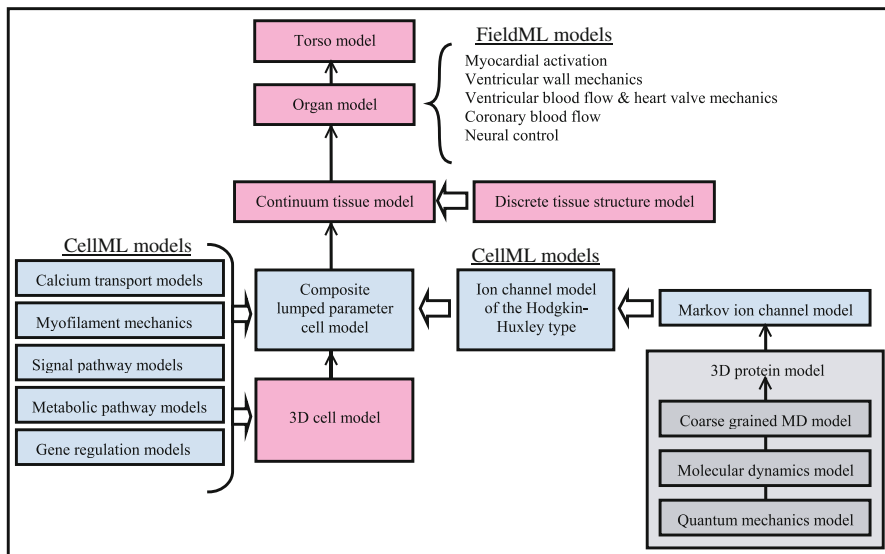 Torso model
Organ model
FieldML models
Myocardial activation
Ventricular wall mechanics
Ventricular blood flow & heart valve mechanics
Coronary blood flow
Neural control
Continuum tissue model
Discrete tissue structure model
CellML models
Calcium transport models
Myofilament mechanics
Signal pathway models
Metabolic pathway models
Gene regulation models
Composite
lumped parameter
cell model
3D cell model
CellML models
Ion channel model
of the Hodgkin-
Huxley type
Markov ion channel model
3D protein model
Coarse grained MD model
Molecular dynamics model
Quantum mechanics model